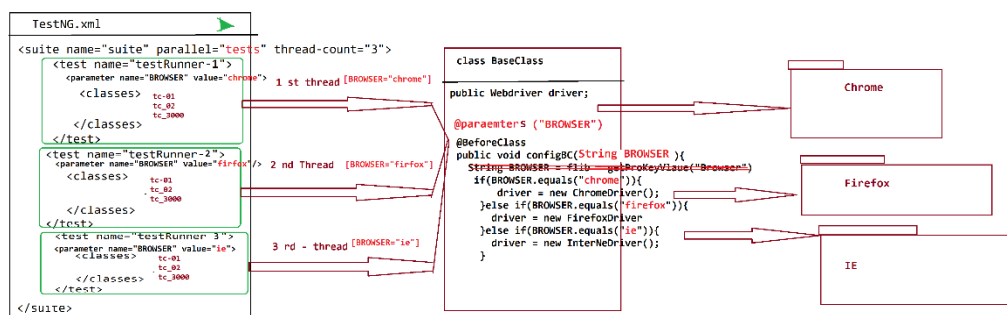 TestNG.xml
<suite name="suite" parallel="tests" thread-count="3">
<test name="testRunner-1">
<parameter name="BROWSER" value="chrome"/>
<classes>
tc-01
tc_02
tc_3000
</classes>
</test>
<test name="testRunner-2">
<parameter name="BROWSER" value="firfox"/>
<classes>
tc-01
tc_02
tc_3000
</classes>
</test>
<test name="testRunner 3">
<parameter name="BROWSER" value="ie">
<classes>
tc-01
tc_02
tc_3000
</classes>
</test>
</suite>
1 st thread [BROWSER="chrome"]
2 nd Thread [BROWSER="firfox"]
3 rd - thread [BROWSER="ie"]
class BaseClass
public Webdriver driver;
@paraemters ("BROWSER")
@BeforeClass
public void configBC(String BROWSER ){
String BROWSER = flib getProKeyVlaue("Browser")
if(BROWSER.equals("chrome")){
driver = new ChromeDriver();
}else if(BROWSER.equals("firefox")){
driver = new FirefoxDriver
}else if(BROWSER.equals("ie")){
driver = new InterNeDriver();
}
Chrome
Firefox
IE